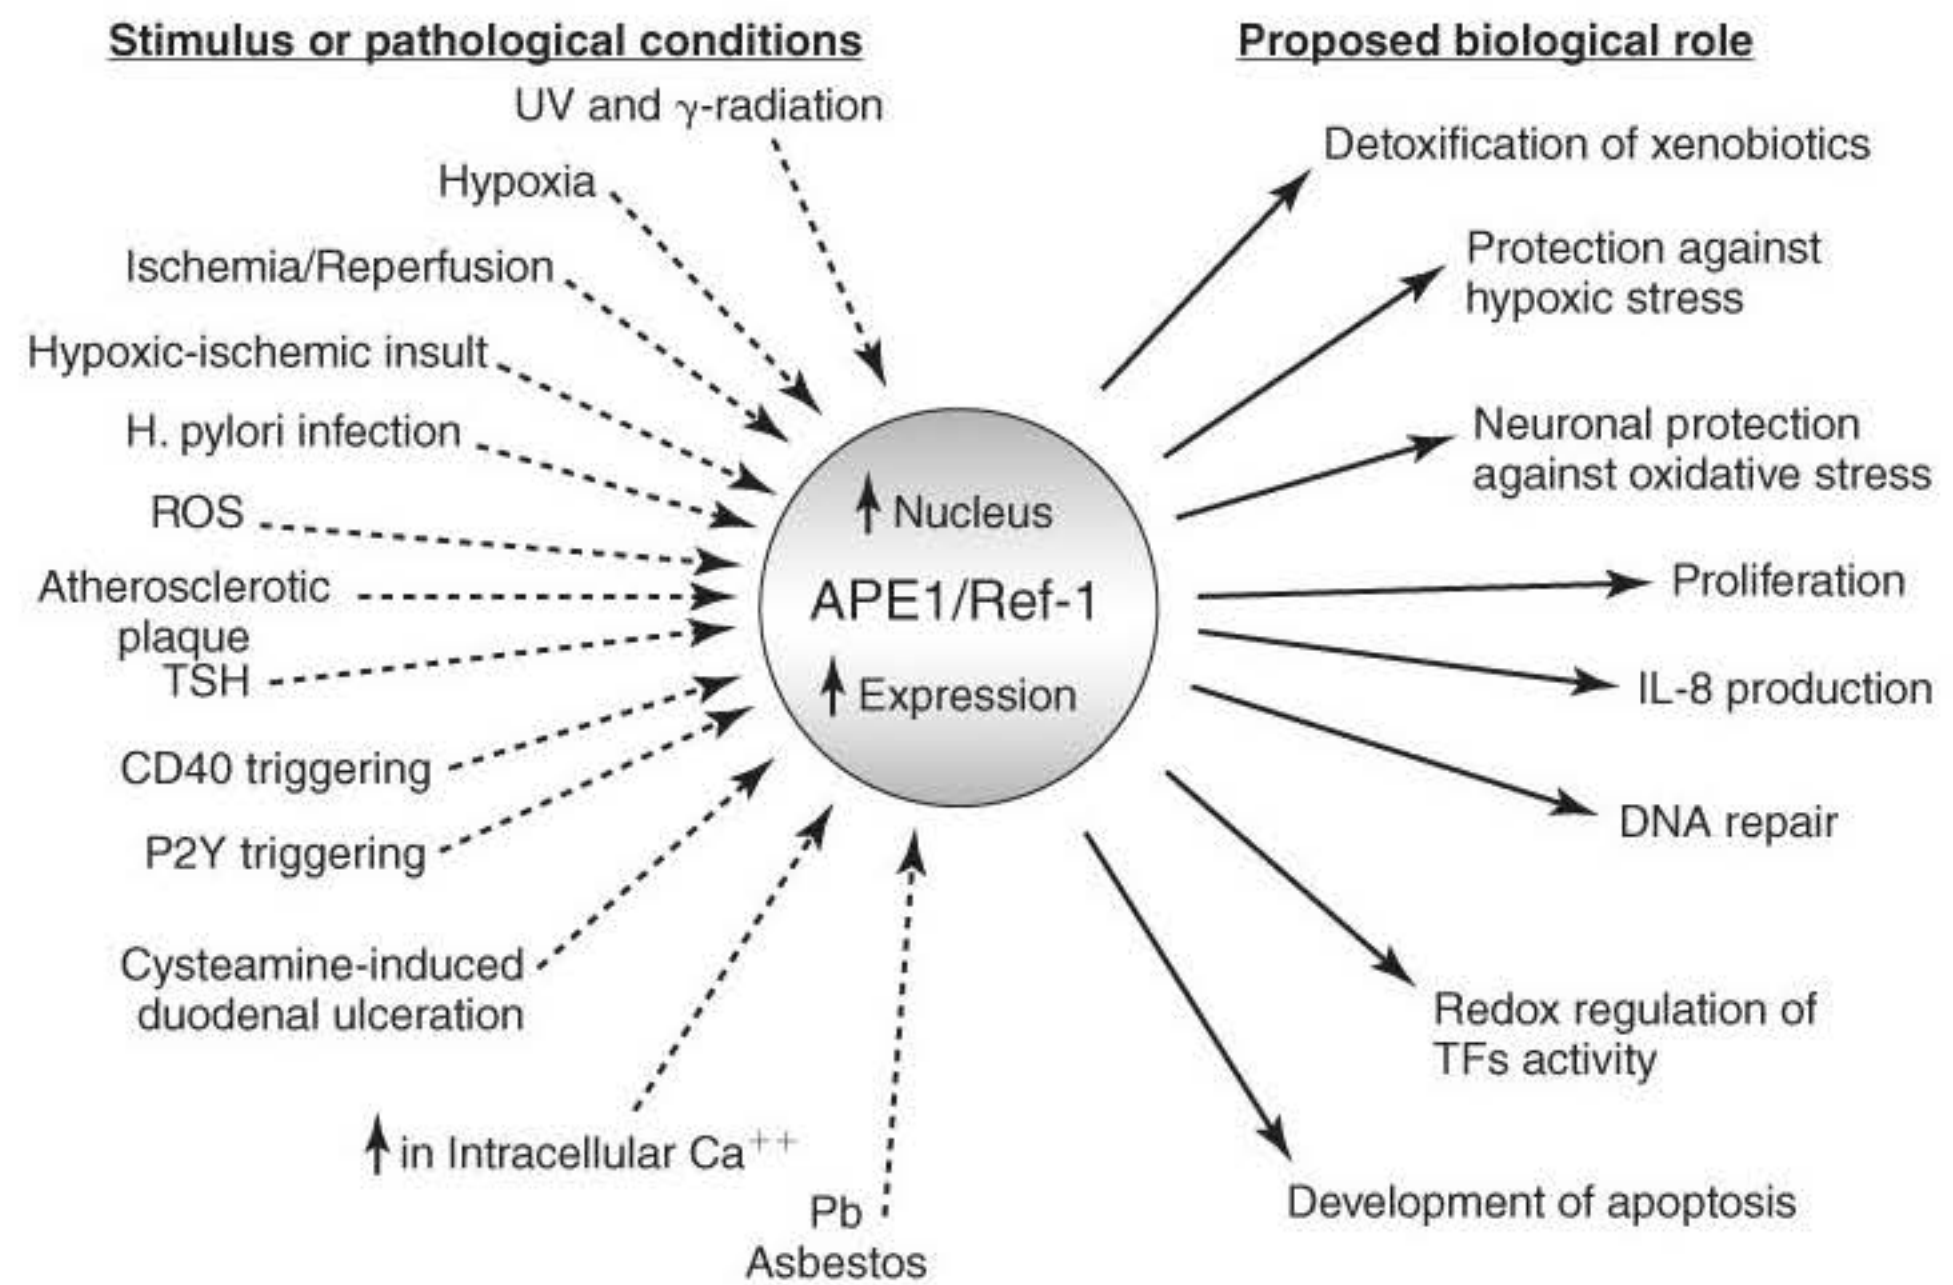 Stimulus or pathological conditions
UV and γ-radiation
Hypoxia
Ischemia/Reperfusion
Hypoxic-ischemic insult
H. pylori infection
ROS
Atherosclerotic
plaque
TSH
CD40 triggering
P2Y triggering
Cysteamine-induced
duodenal ulceration
in Intracellular Ca++
Pb
Asbestos
Nucleus
APE1/Ref-1
Expression
Proposed biological role
Detoxification of xenobiotics
Protection against
hypoxic stress
Neuronal protection
against oxidative stress
Proliferation
IL-8 production
DNA repair
Redox regulation of
TFs activity
Development of apoptosis